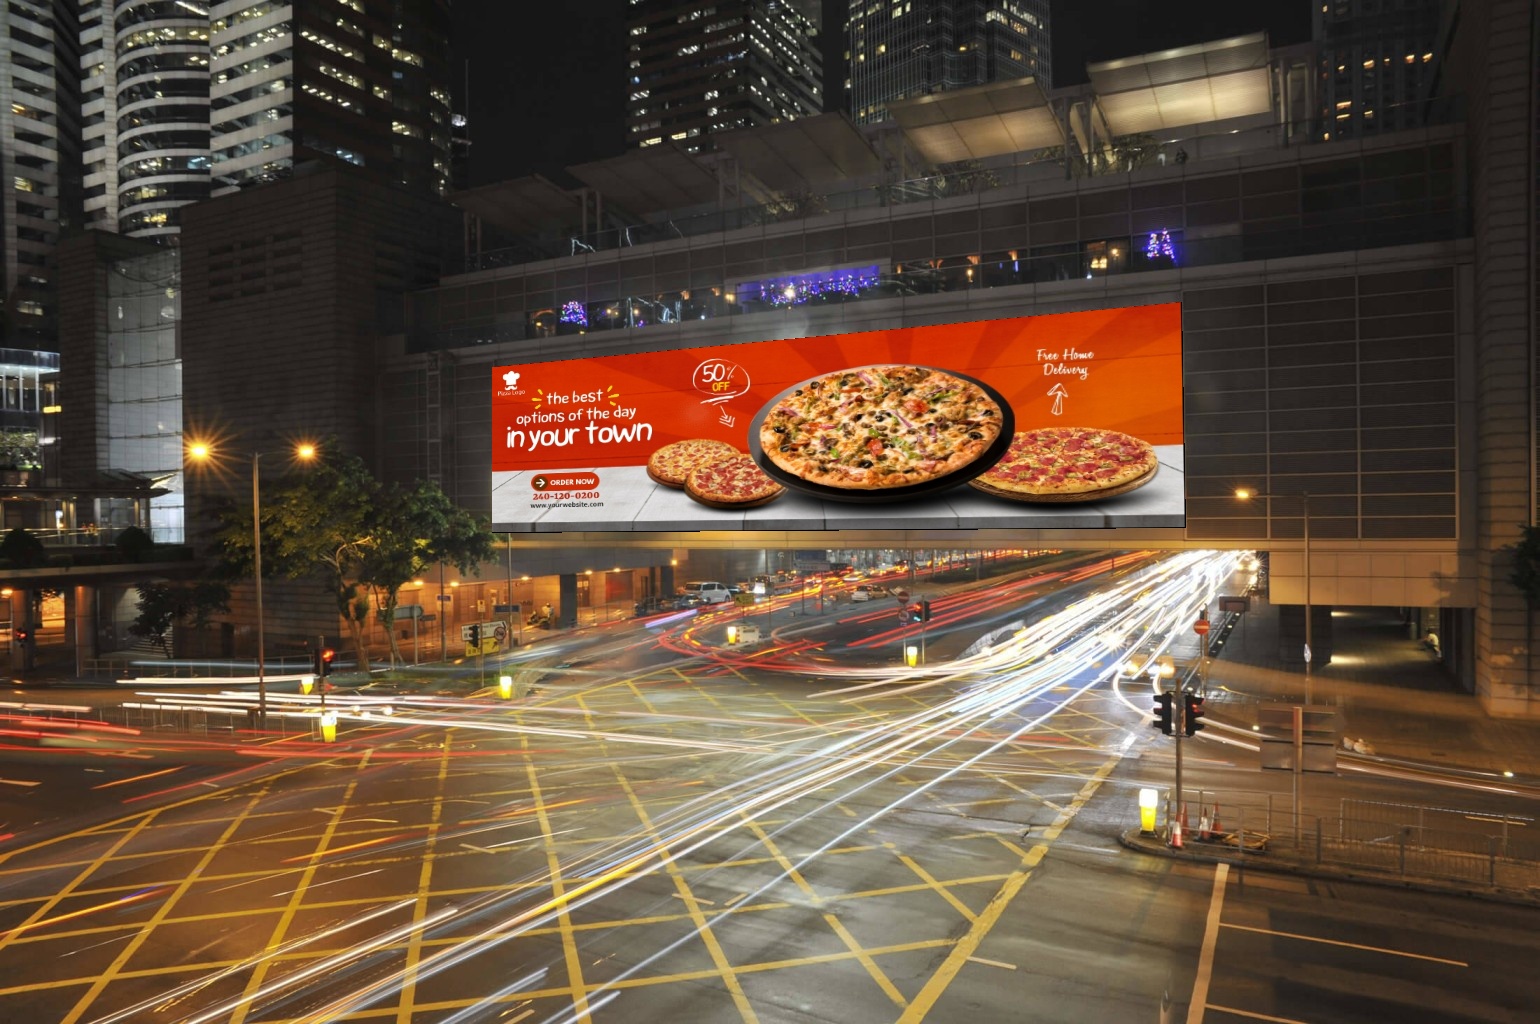 Pizza Logo
the best
options of the day
in your town
50% OFF
Free Home
Delivery
ORDER NOW
240-120-0200
www.yourwebsite.com